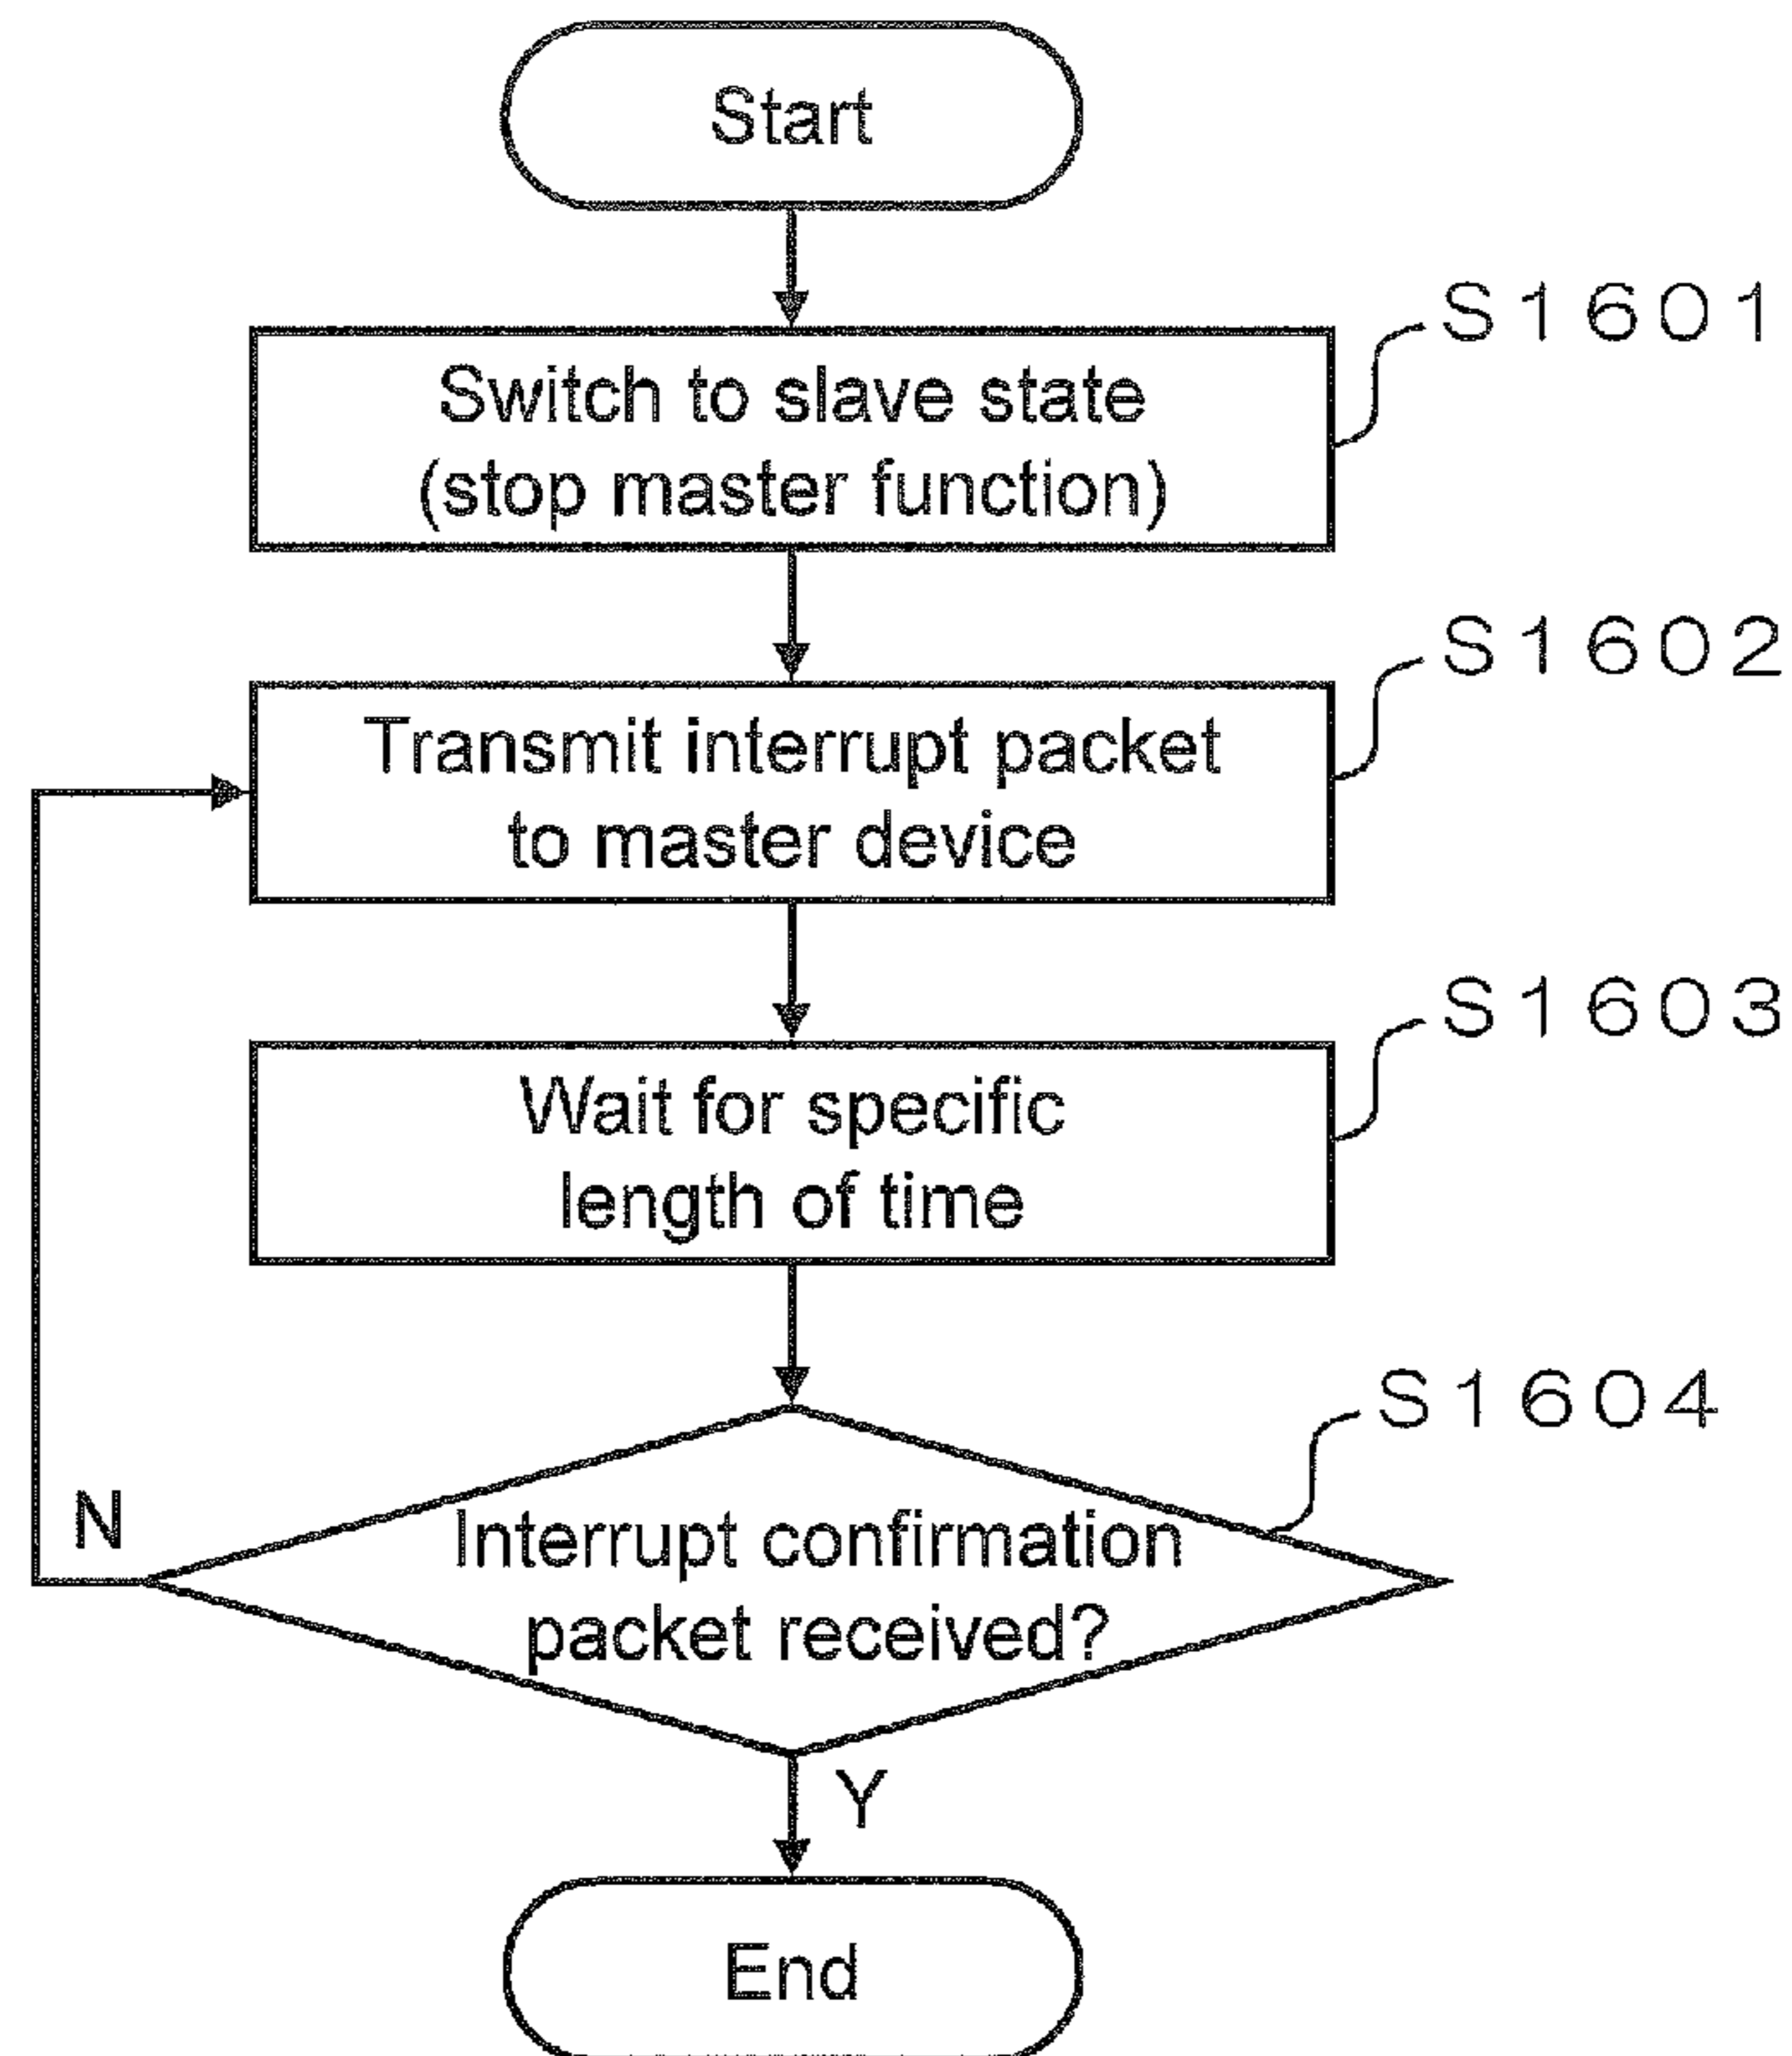 Start
S1601
Switch to slave state
(stop master function)
S1602
Transmit interrupt packet
to master device
S1603
Wait for specific
length of time
S1604
N
Interrupt confirmation
packet received?
Y
End